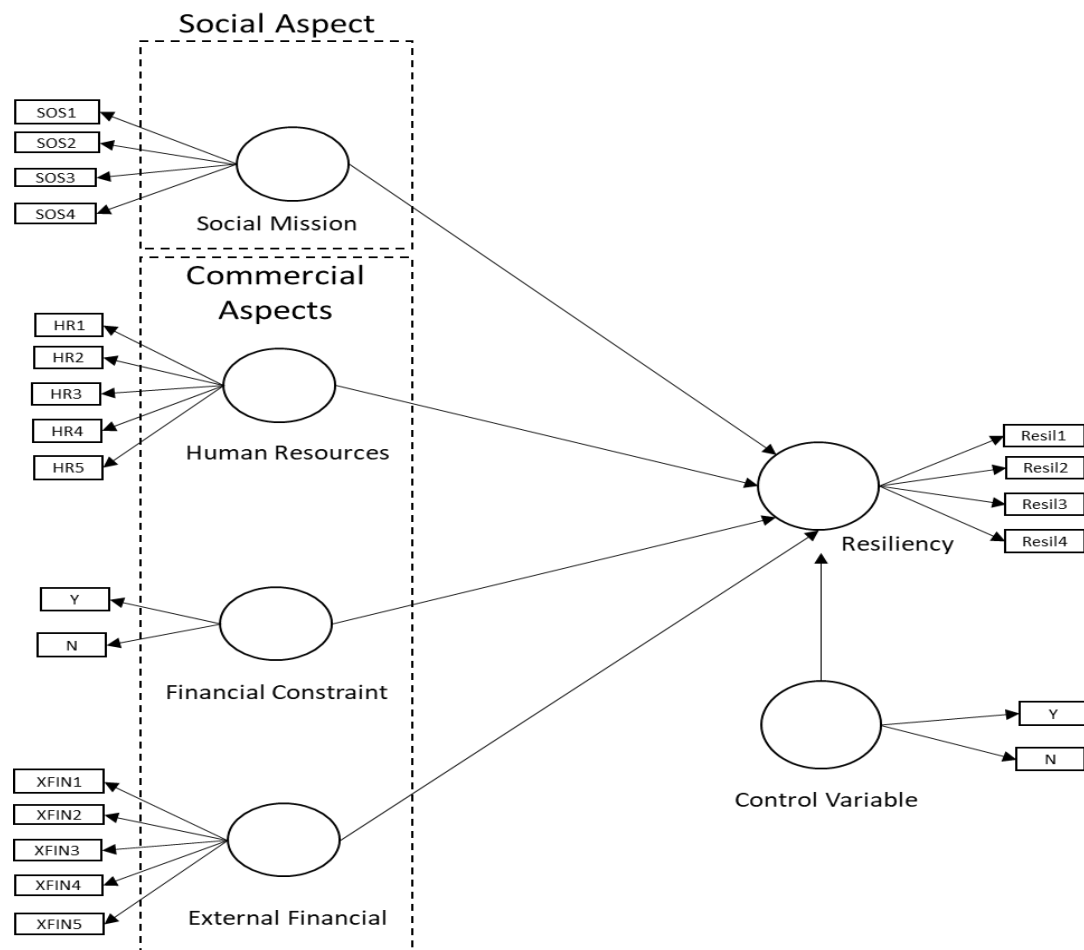 Social Aspect
SOS1
SOS2
SOS3
SOS4
Social Mission
Commercial
Aspects
HR1
HR2
HR3
HR4
HR5
Human Resources
Y
N
Financial Constraint
XFIN1
XFIN2
XFIN3
XFIN4
XFIN5
External Financial
Resil1
Resil2
Resil3
Resil4
Resiliency
Y
N
Control Variable